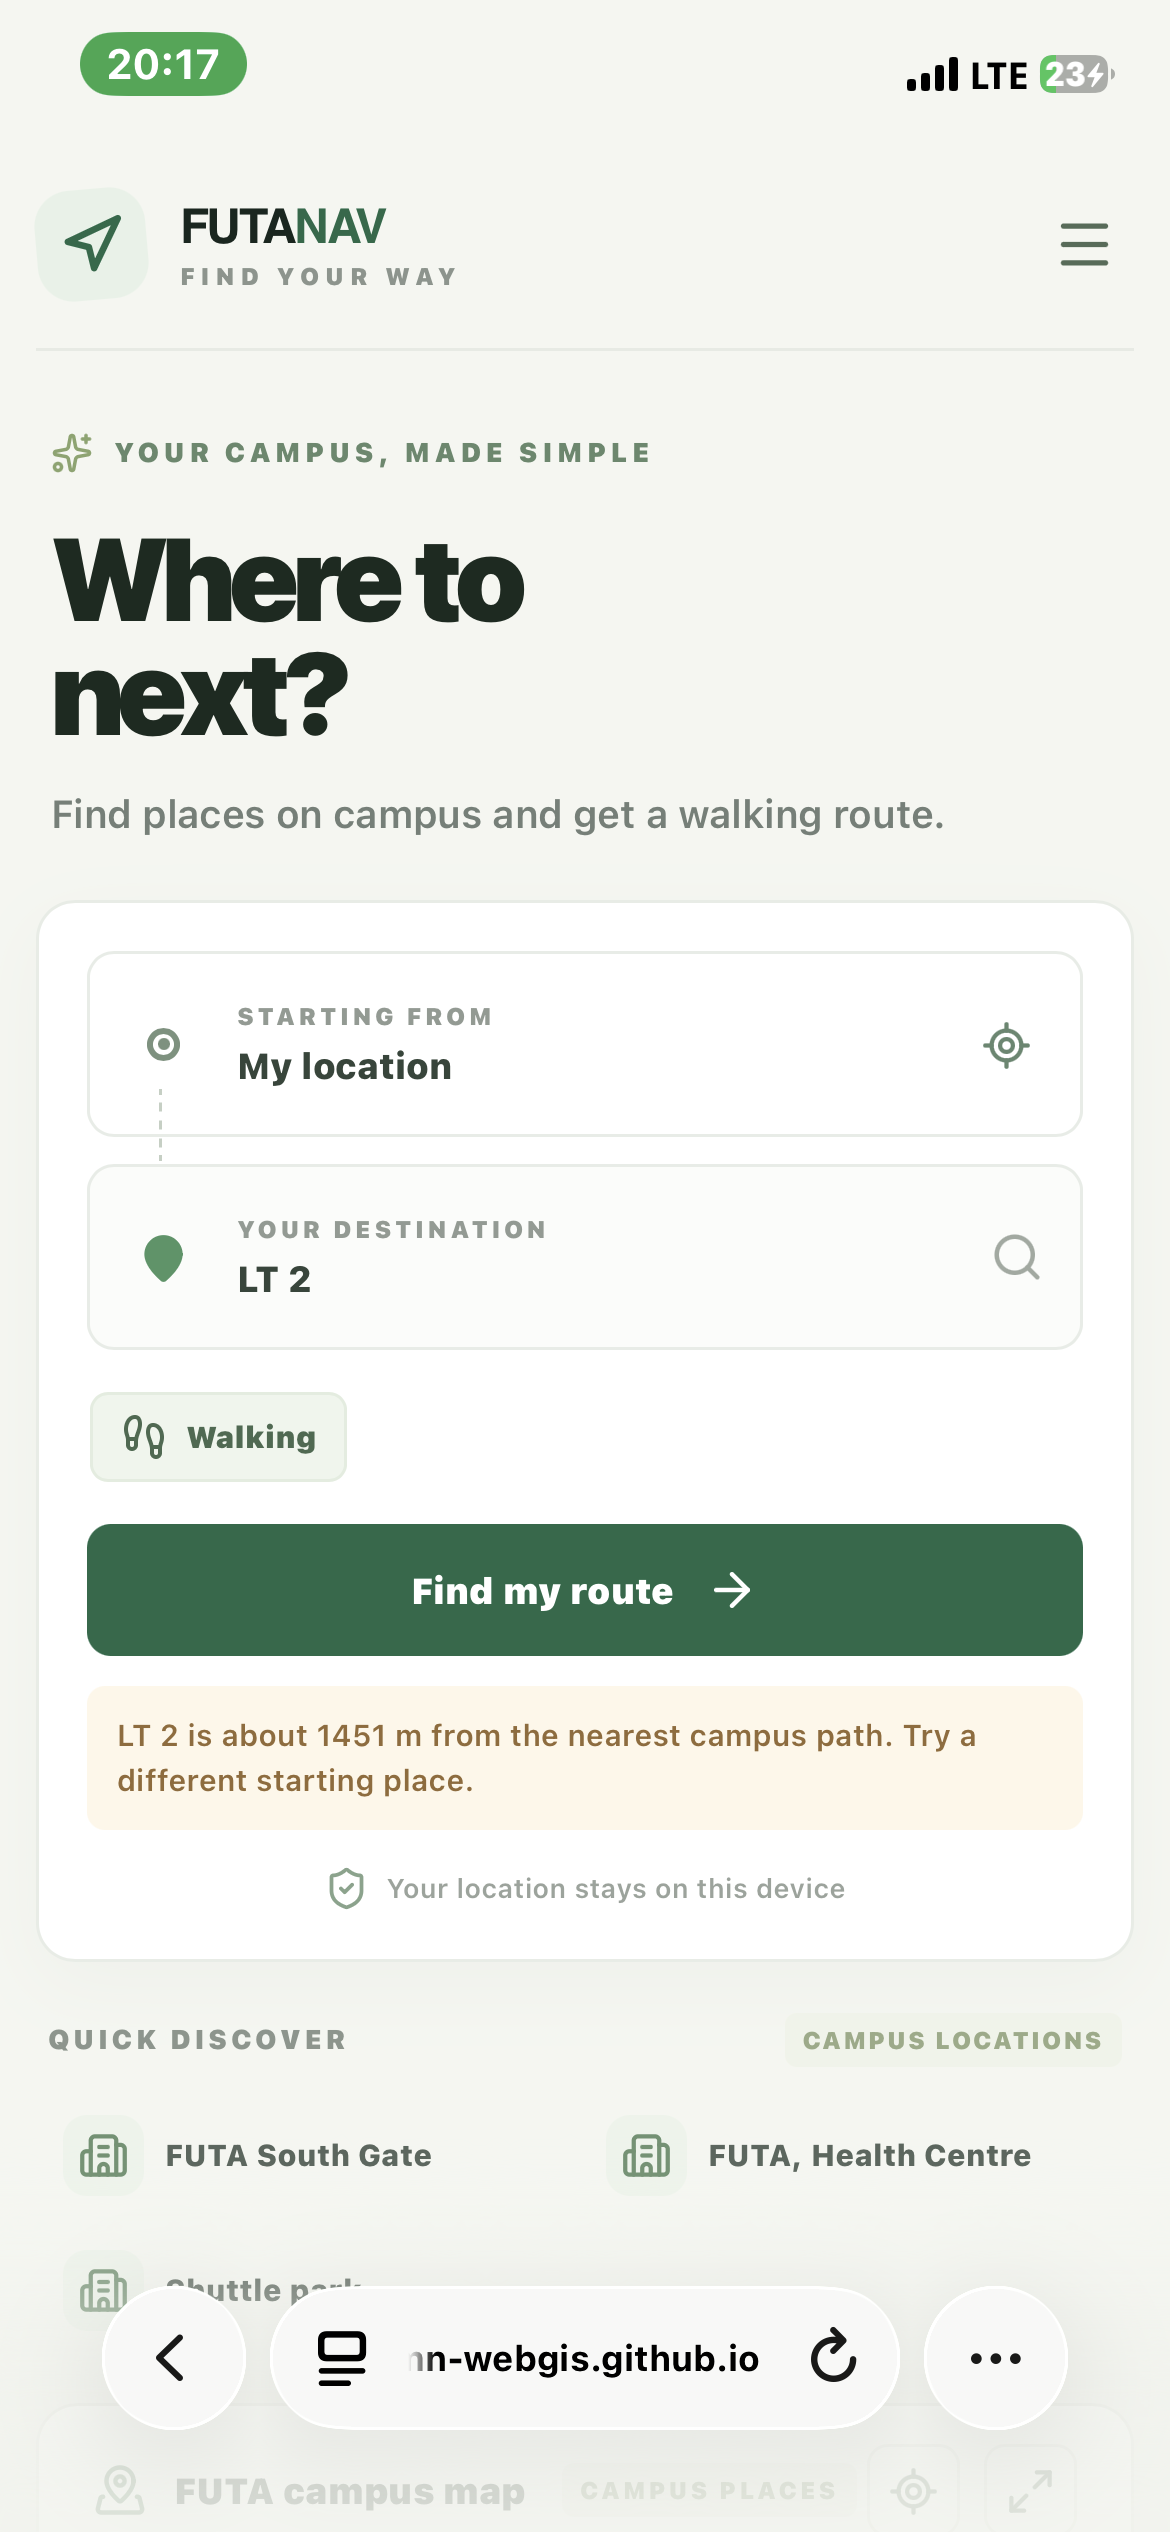 20:17
LTE 23
FUTANAV
FIND YOUR WAY
YOUR CAMPUS, MADE SIMPLE
Where to
next?
Find places on campus and get a walking route.
STARTING FROM
My location
YOUR DESTINATION
LT 2
Walking
Find my route
LT 2 is about 1451 m from the nearest campus path. Try a
different starting place.
Your location stays on this device
QUICK DISCOVER
CAMPUS LOCATIONS
FUTA South Gate
FUTA, Health Centre
Shuttle park
n-webgis.github.io
FUTA campus map
CAMPUS PLACES